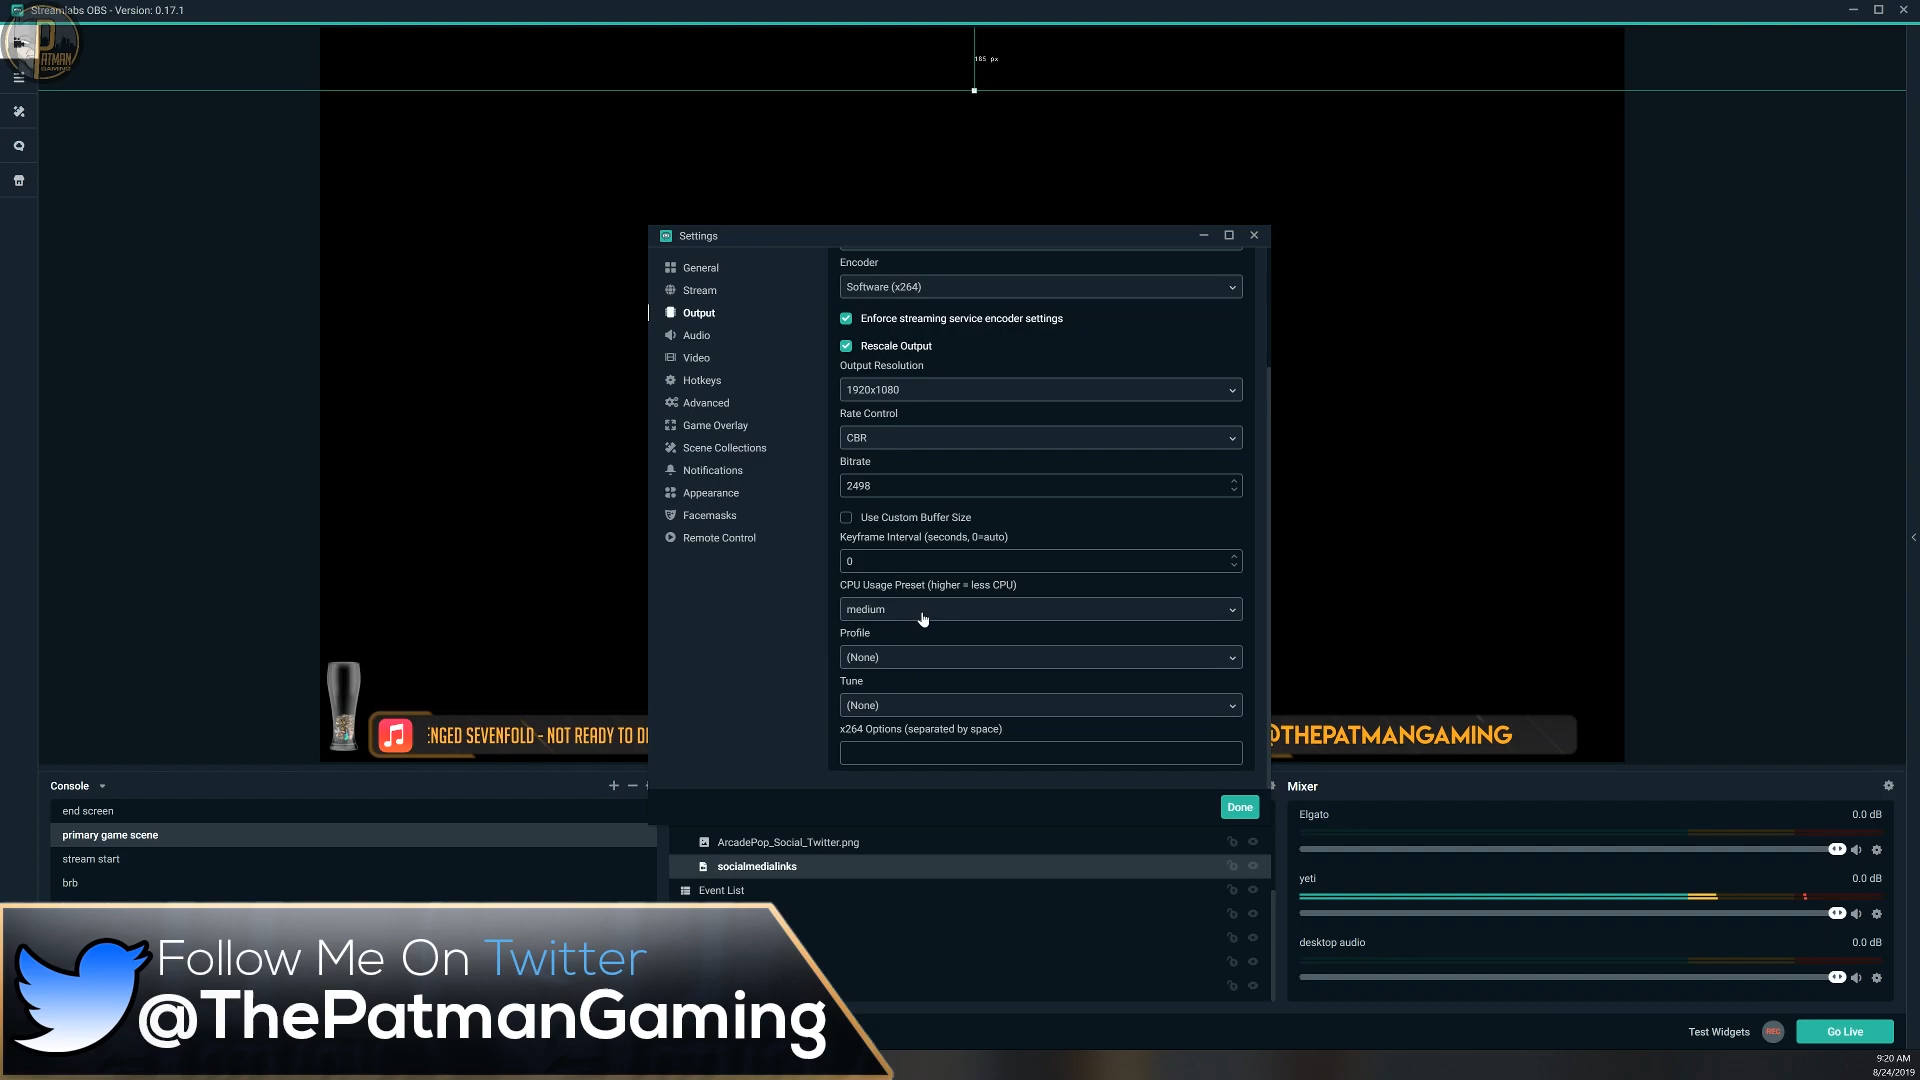 Streamlabs OBS - Version: 0.17.1
PATMAN
GAMING
185 px
Settings
General
Stream
Output
Audio
Video
Hotkeys
Advanced
Game Overlay
Scene Collections
Notifications
Appearance
Facemasks
Remote Control
Encoder
Software (x264)
Enforce streaming service encoder settings
Rescale Output
Output Resolution
1920x1080
Rate Control
CBR
Bitrate
2498
Use Custom Buffer Size
Keyframe Interval (seconds, 0=auto)
0
CPU Usage Preset (higher = less CPU)
medium
Profile
(None)
Tune
(None)
x264 Options (separated by space)
Done
ENGED SEVENFOLD - NOT READY TO DI
@THEPATMANGAMING
Console
end screen
primary game scene
stream start
brb
ArcadePop_Social_Twitter.png
socialmedialinks
Event List
Mixer
Elgato 0.0 dB
yeti 0.0 dB
desktop audio 0.0 dB
Follow Me On Twitter
@ThePatmanGaming
Test Widgets REC Go Live
9:20 AM
8/24/2019